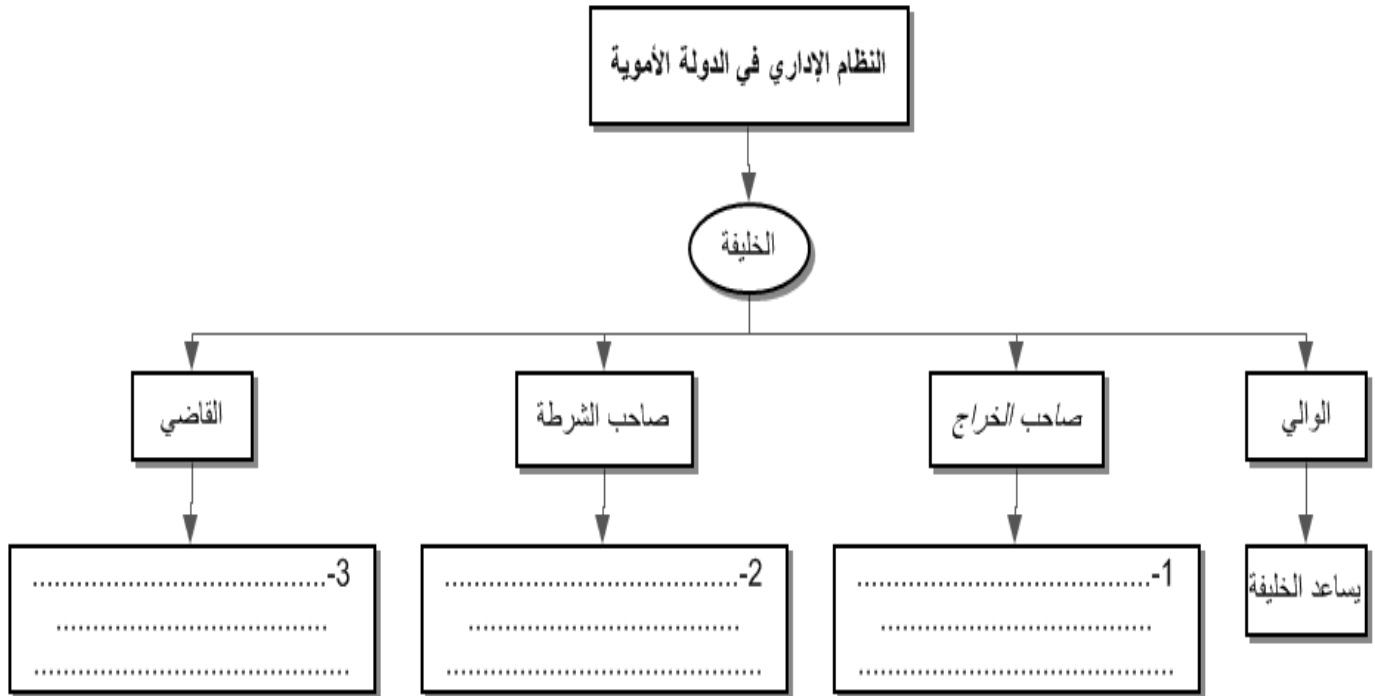 النظام الإداري في الدولة الأموية
الخليفة
الوالي
صاحب الخراج
صاحب الشرطة
القاضي
يساعد الخليفة
1-........................................
.....................................
...........................................
2-........................................
.....................................
...........................................
3-........................................
.....................................
...........................................